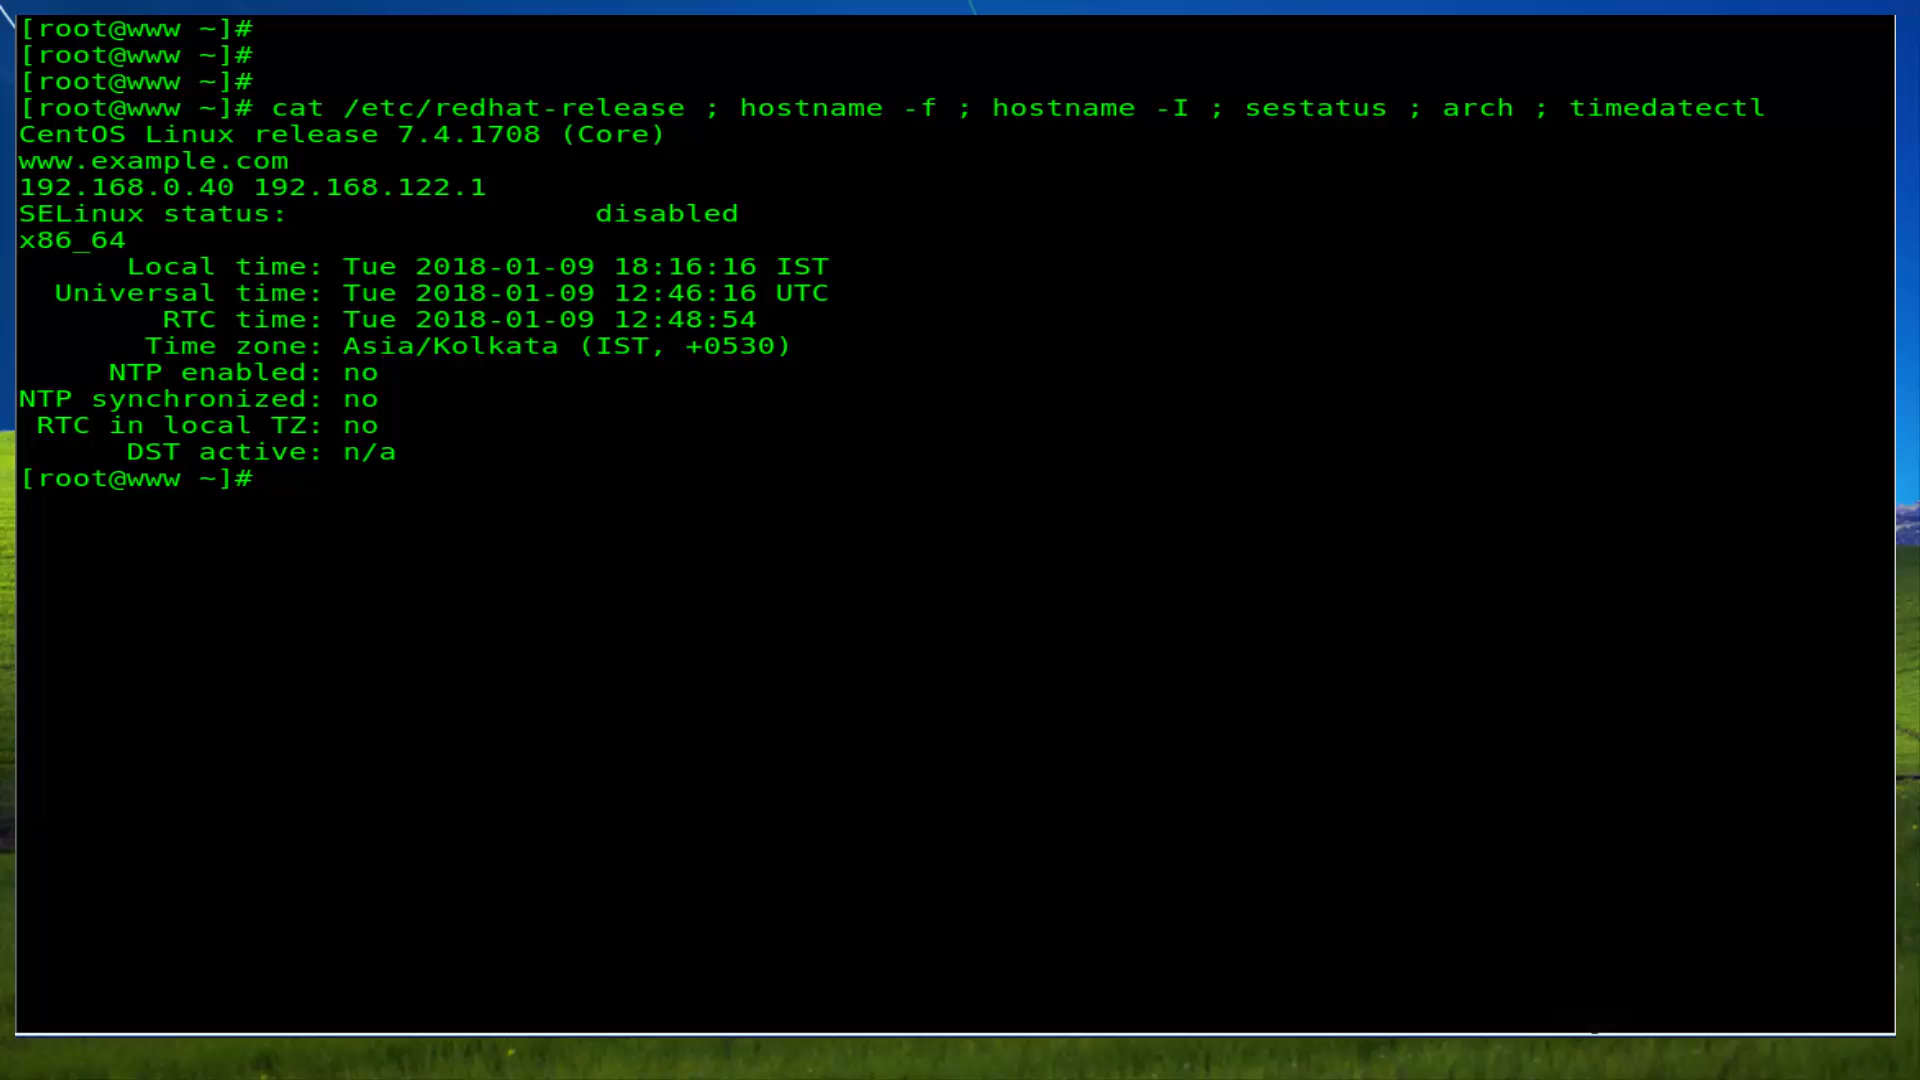 [root@www ~]#
[root@www ~]#
[root@www ~]#
[root@www ~]# cat /etc/redhat-release ; hostname -f ; hostname -I ; sestatus ; arch ; timedatectl
CentOS Linux release 7.4.1708 (Core)
www.example.com
192.168.0.40 192.168.122.1
SELinux status:                 disabled
x86_64
      Local time: Tue 2018-01-09 18:16:16 IST
  Universal time: Tue 2018-01-09 12:46:16 UTC
        RTC time: Tue 2018-01-09 12:48:54
       Time zone: Asia/Kolkata (IST, +0530)
     NTP enabled: no
NTP synchronized: no
 RTC in local TZ: no
      DST active: n/a
[root@www ~]#